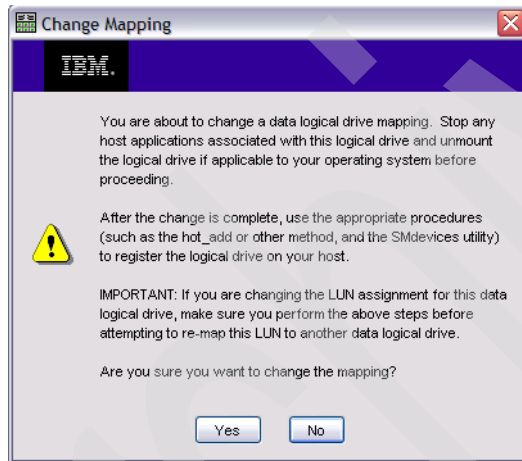 Change Mapping
IBM.
You are about to change a data logical drive mapping. Stop any
host applications associated with this logical drive and unmount
the logical drive if applicable to your operating system before
proceeding.
After the change is complete, use the appropriate procedures
(such as the hot_add or other method, and the SMdevices utility)
to register the logical drive on your host.
IMPORTANT: If you are changing the LUN assignment for this data
logical drive, make sure you perform the above steps before
attempting to re-map this LUN to another data logical drive.
Are you sure you want to change the mapping?
Yes No